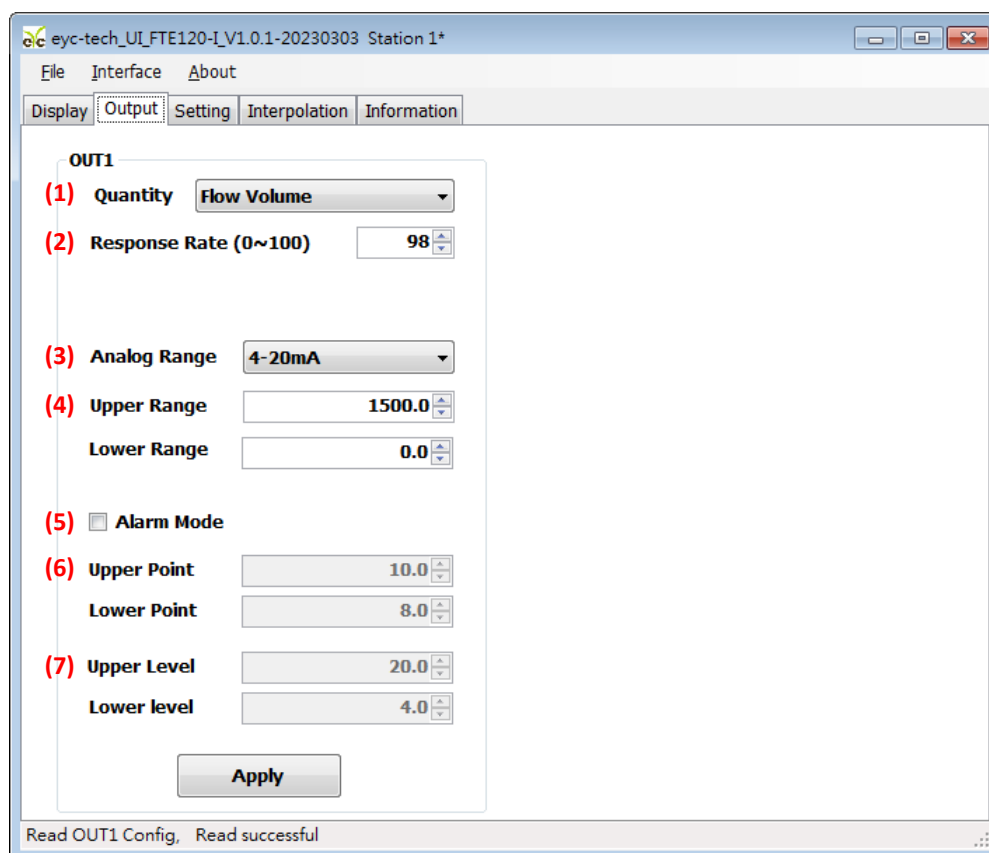 eyc eyc-tech_UI_FTE120-I_V1.0.1-20230303 Station 1*
File Interface About
Display Output Setting Interpolation Information
OUT1
(1) Quantity Flow Volume
(2) Response Rate (0~100) 98
(3) Analog Range 4-20mA
(4) Upper Range 1500.0
Lower Range 0.0
(5) Alarm Mode
(6) Upper Point 10.0
Lower Point 8.0
(7) Upper Level 20.0
Lower level 4.0
Apply
Read OUT1 Config, Read successful